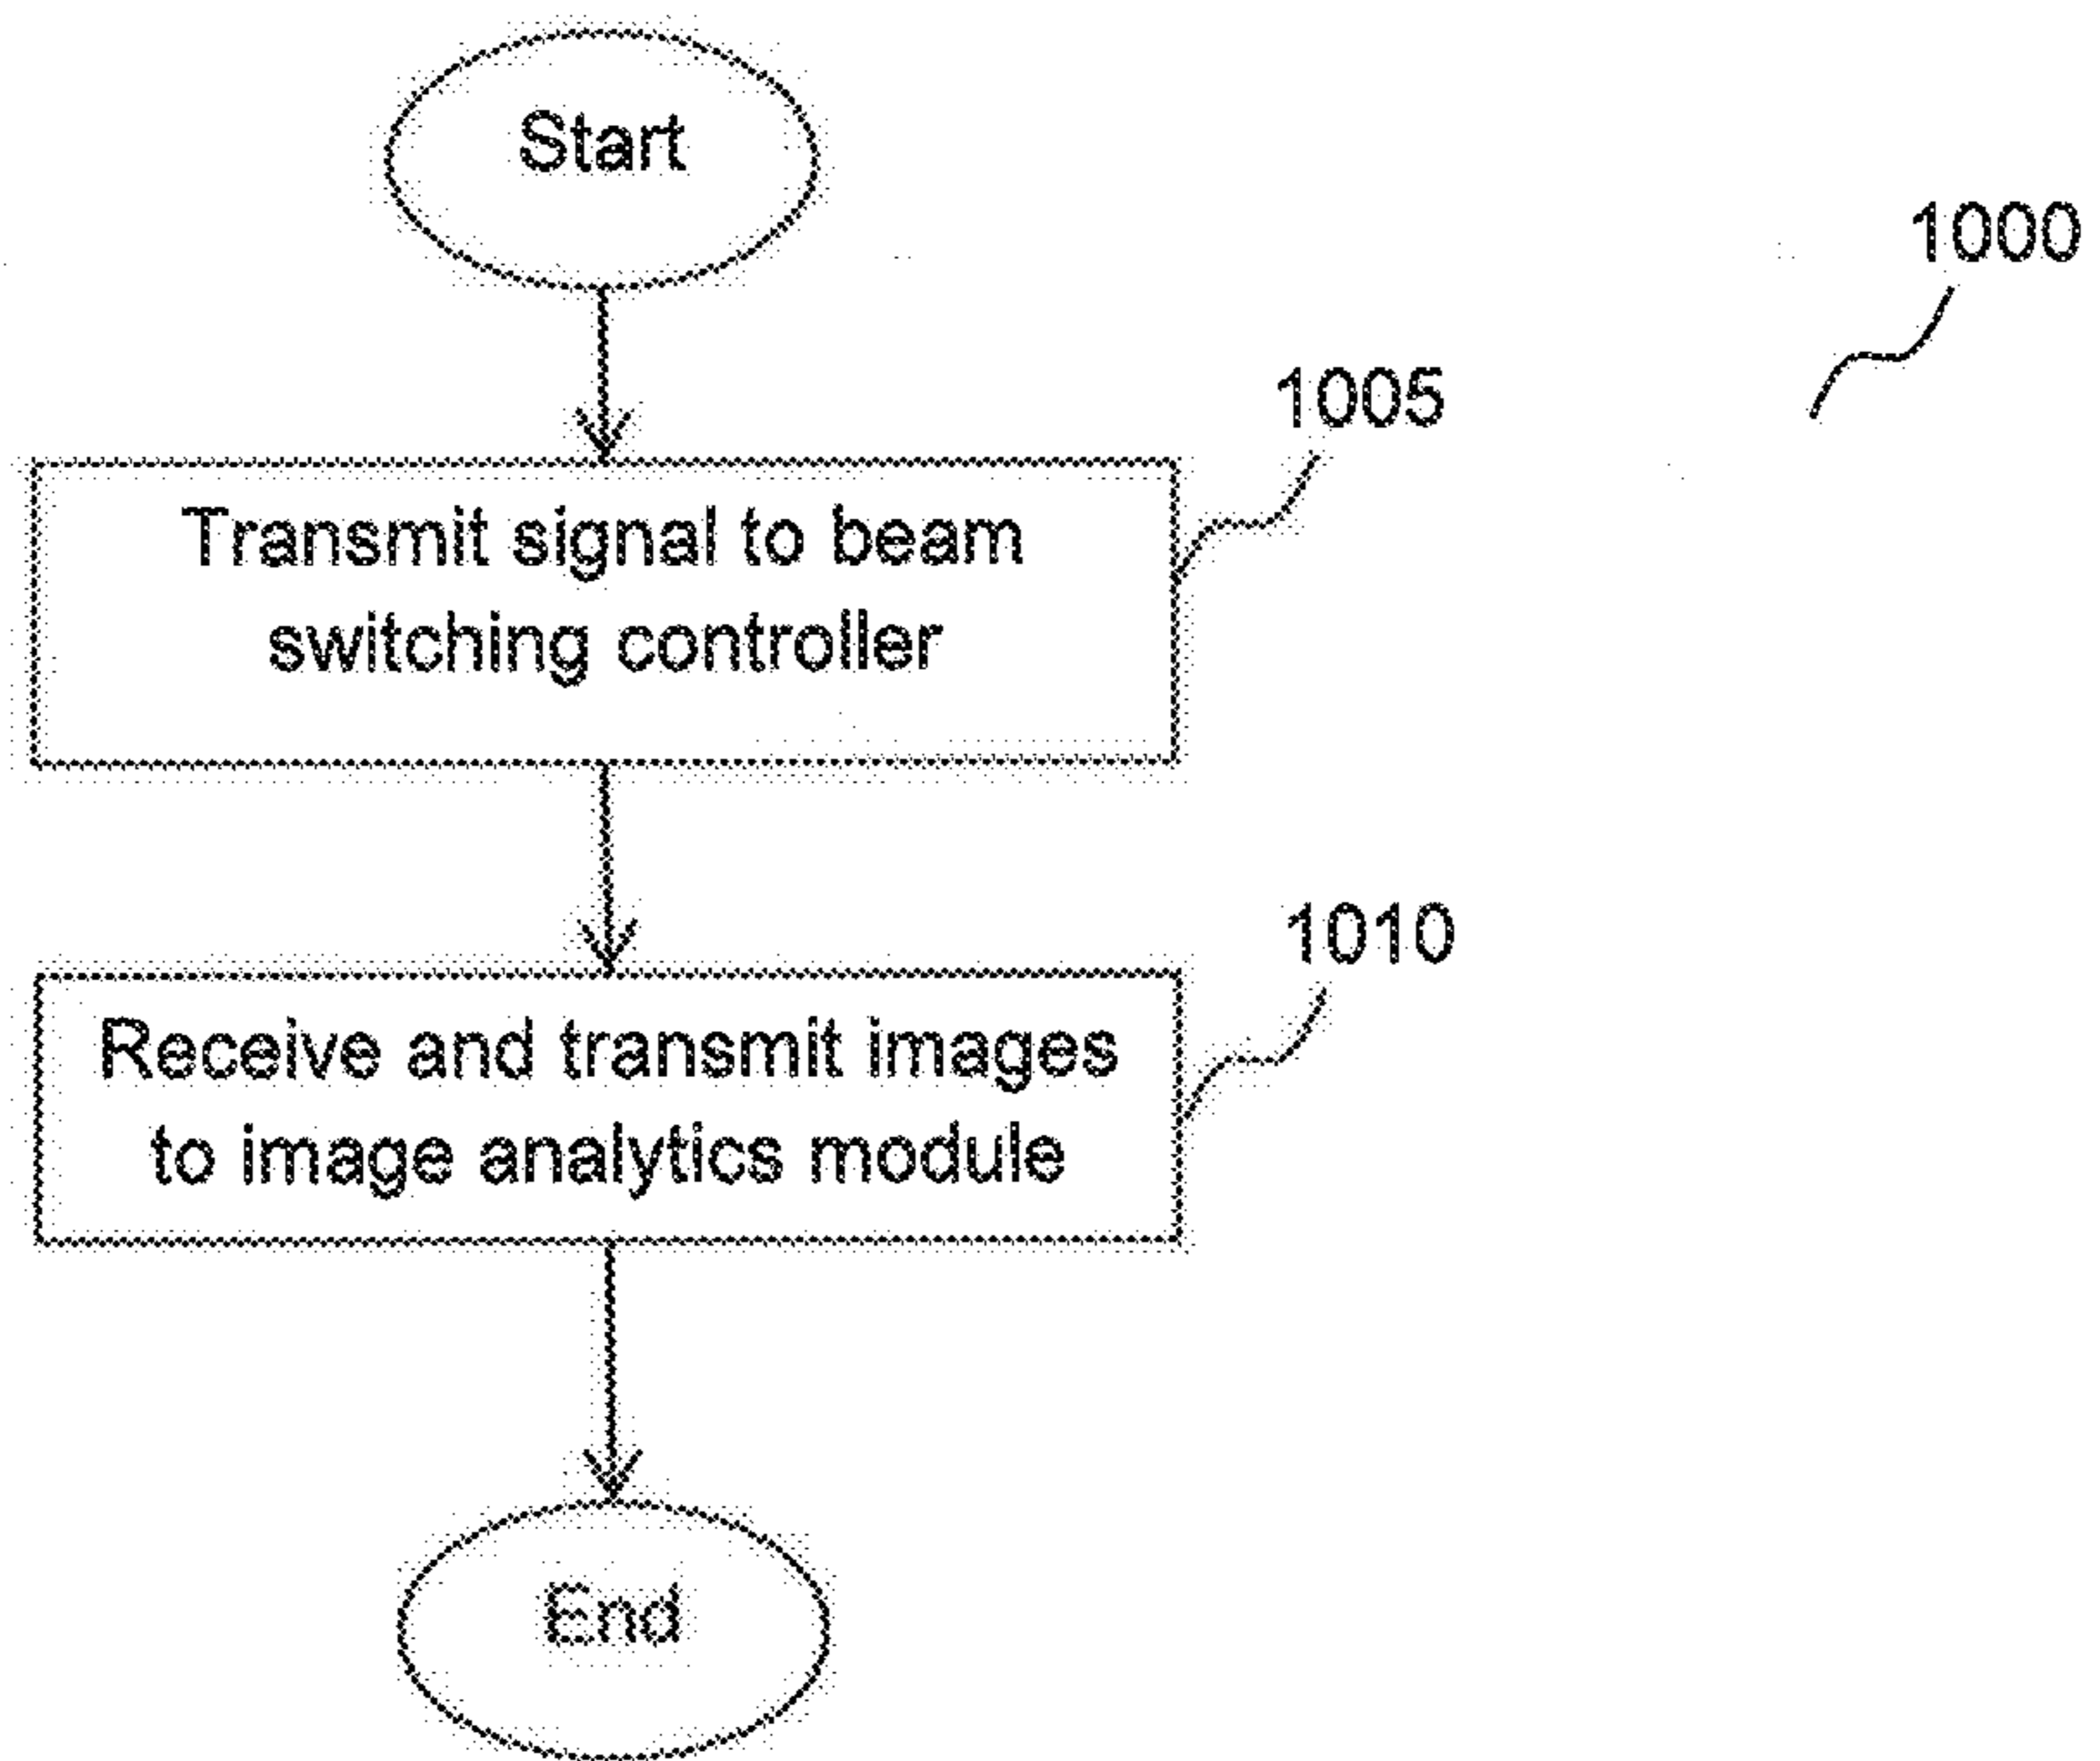 Start
1000
1005
Transmit signal to beam
switching controller
1010
Receive and transmit images
to image analytics module
End